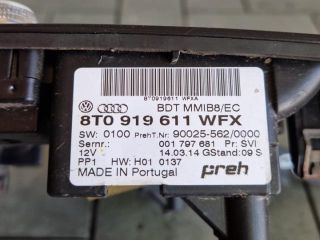 8T0919611 WFXA
BDT MMIB8/EC
8T0 919 611 WFX
SW: 0100 PrehT.Nr: 90025-562/0000
Sernr.: 001 797 681 Pr: SVI
12V 14.03.14 GStand: 09 S
PP1 HW: H01 0137
MADE IN Portugal preh